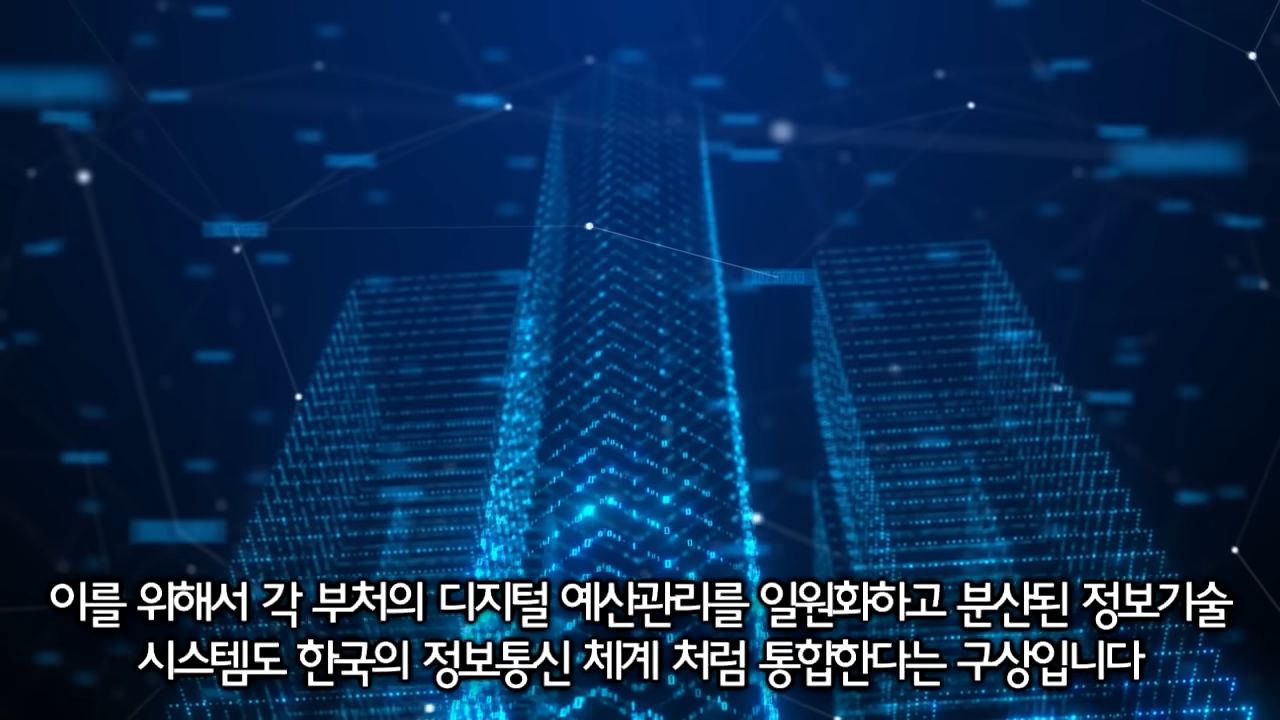 이를 위해서 각 부처의 디지털 예산관리를 일원화하고 분산된 정보기술
시스템도 한국의 정보통신 체계 처럼 통합한다는 구상입니다